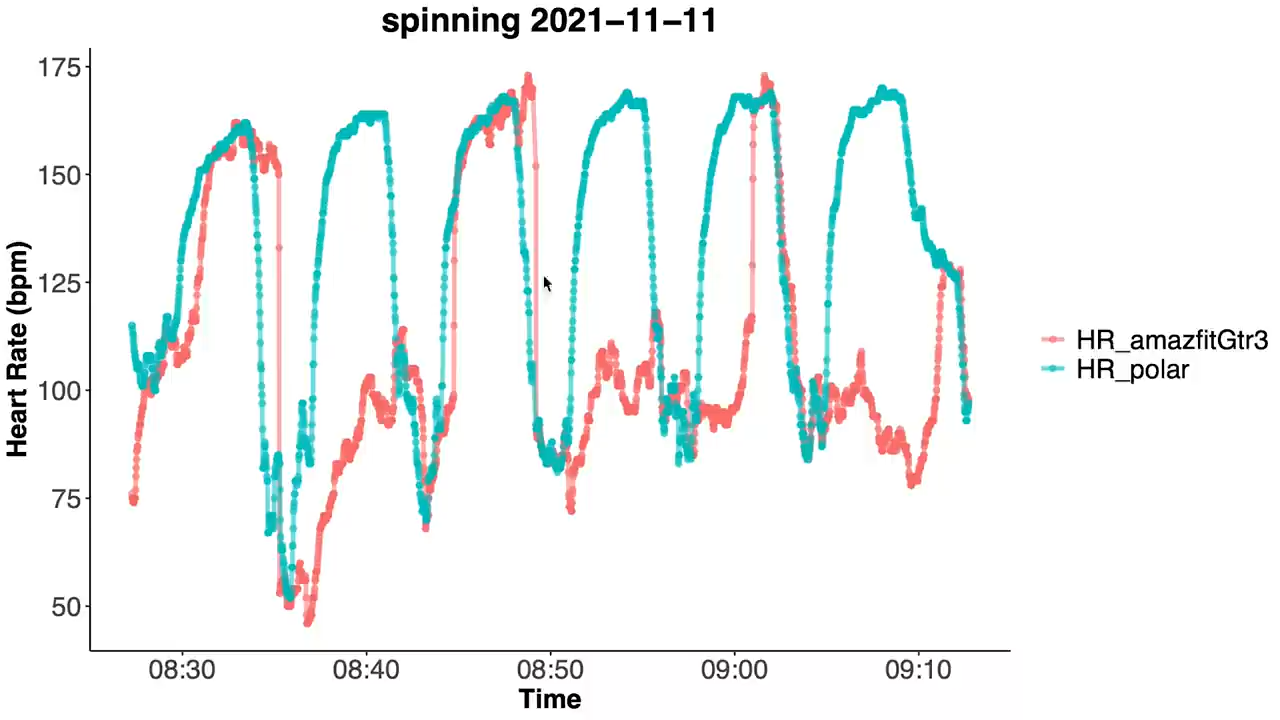 spinning 2021−11−11
175
150
125
100
75
50
Heart Rate (bpm)
08:30 08:40 08:50 09:00 09:10
Time
HR_amazfitGtr3
HR_polar